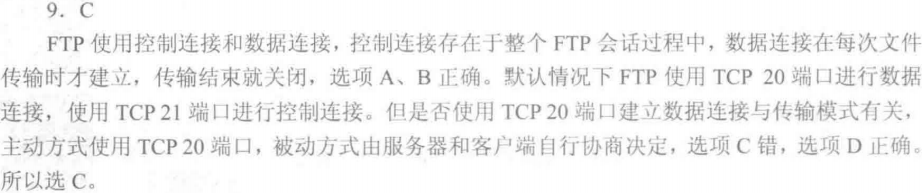 9. C
FTP 使用控制连接和数据连接，控制连接存在于整个 FTP 会话过程中，数据连接在每次文件
传输时才建立，传输结束就关闭，选项 A、B 正确。默认情况下 FTP 使用 TCP 20 端口进行数据
连接，使用 TCP 21 端口进行控制连接。但是否使用 TCP 20 端口建立数据连接与传输模式有关，
主动方式使用 TCP 20 端口，被动方式由服务器和客户端自行协商决定，选项 C 错，选项 D 正确。
所以选 C。